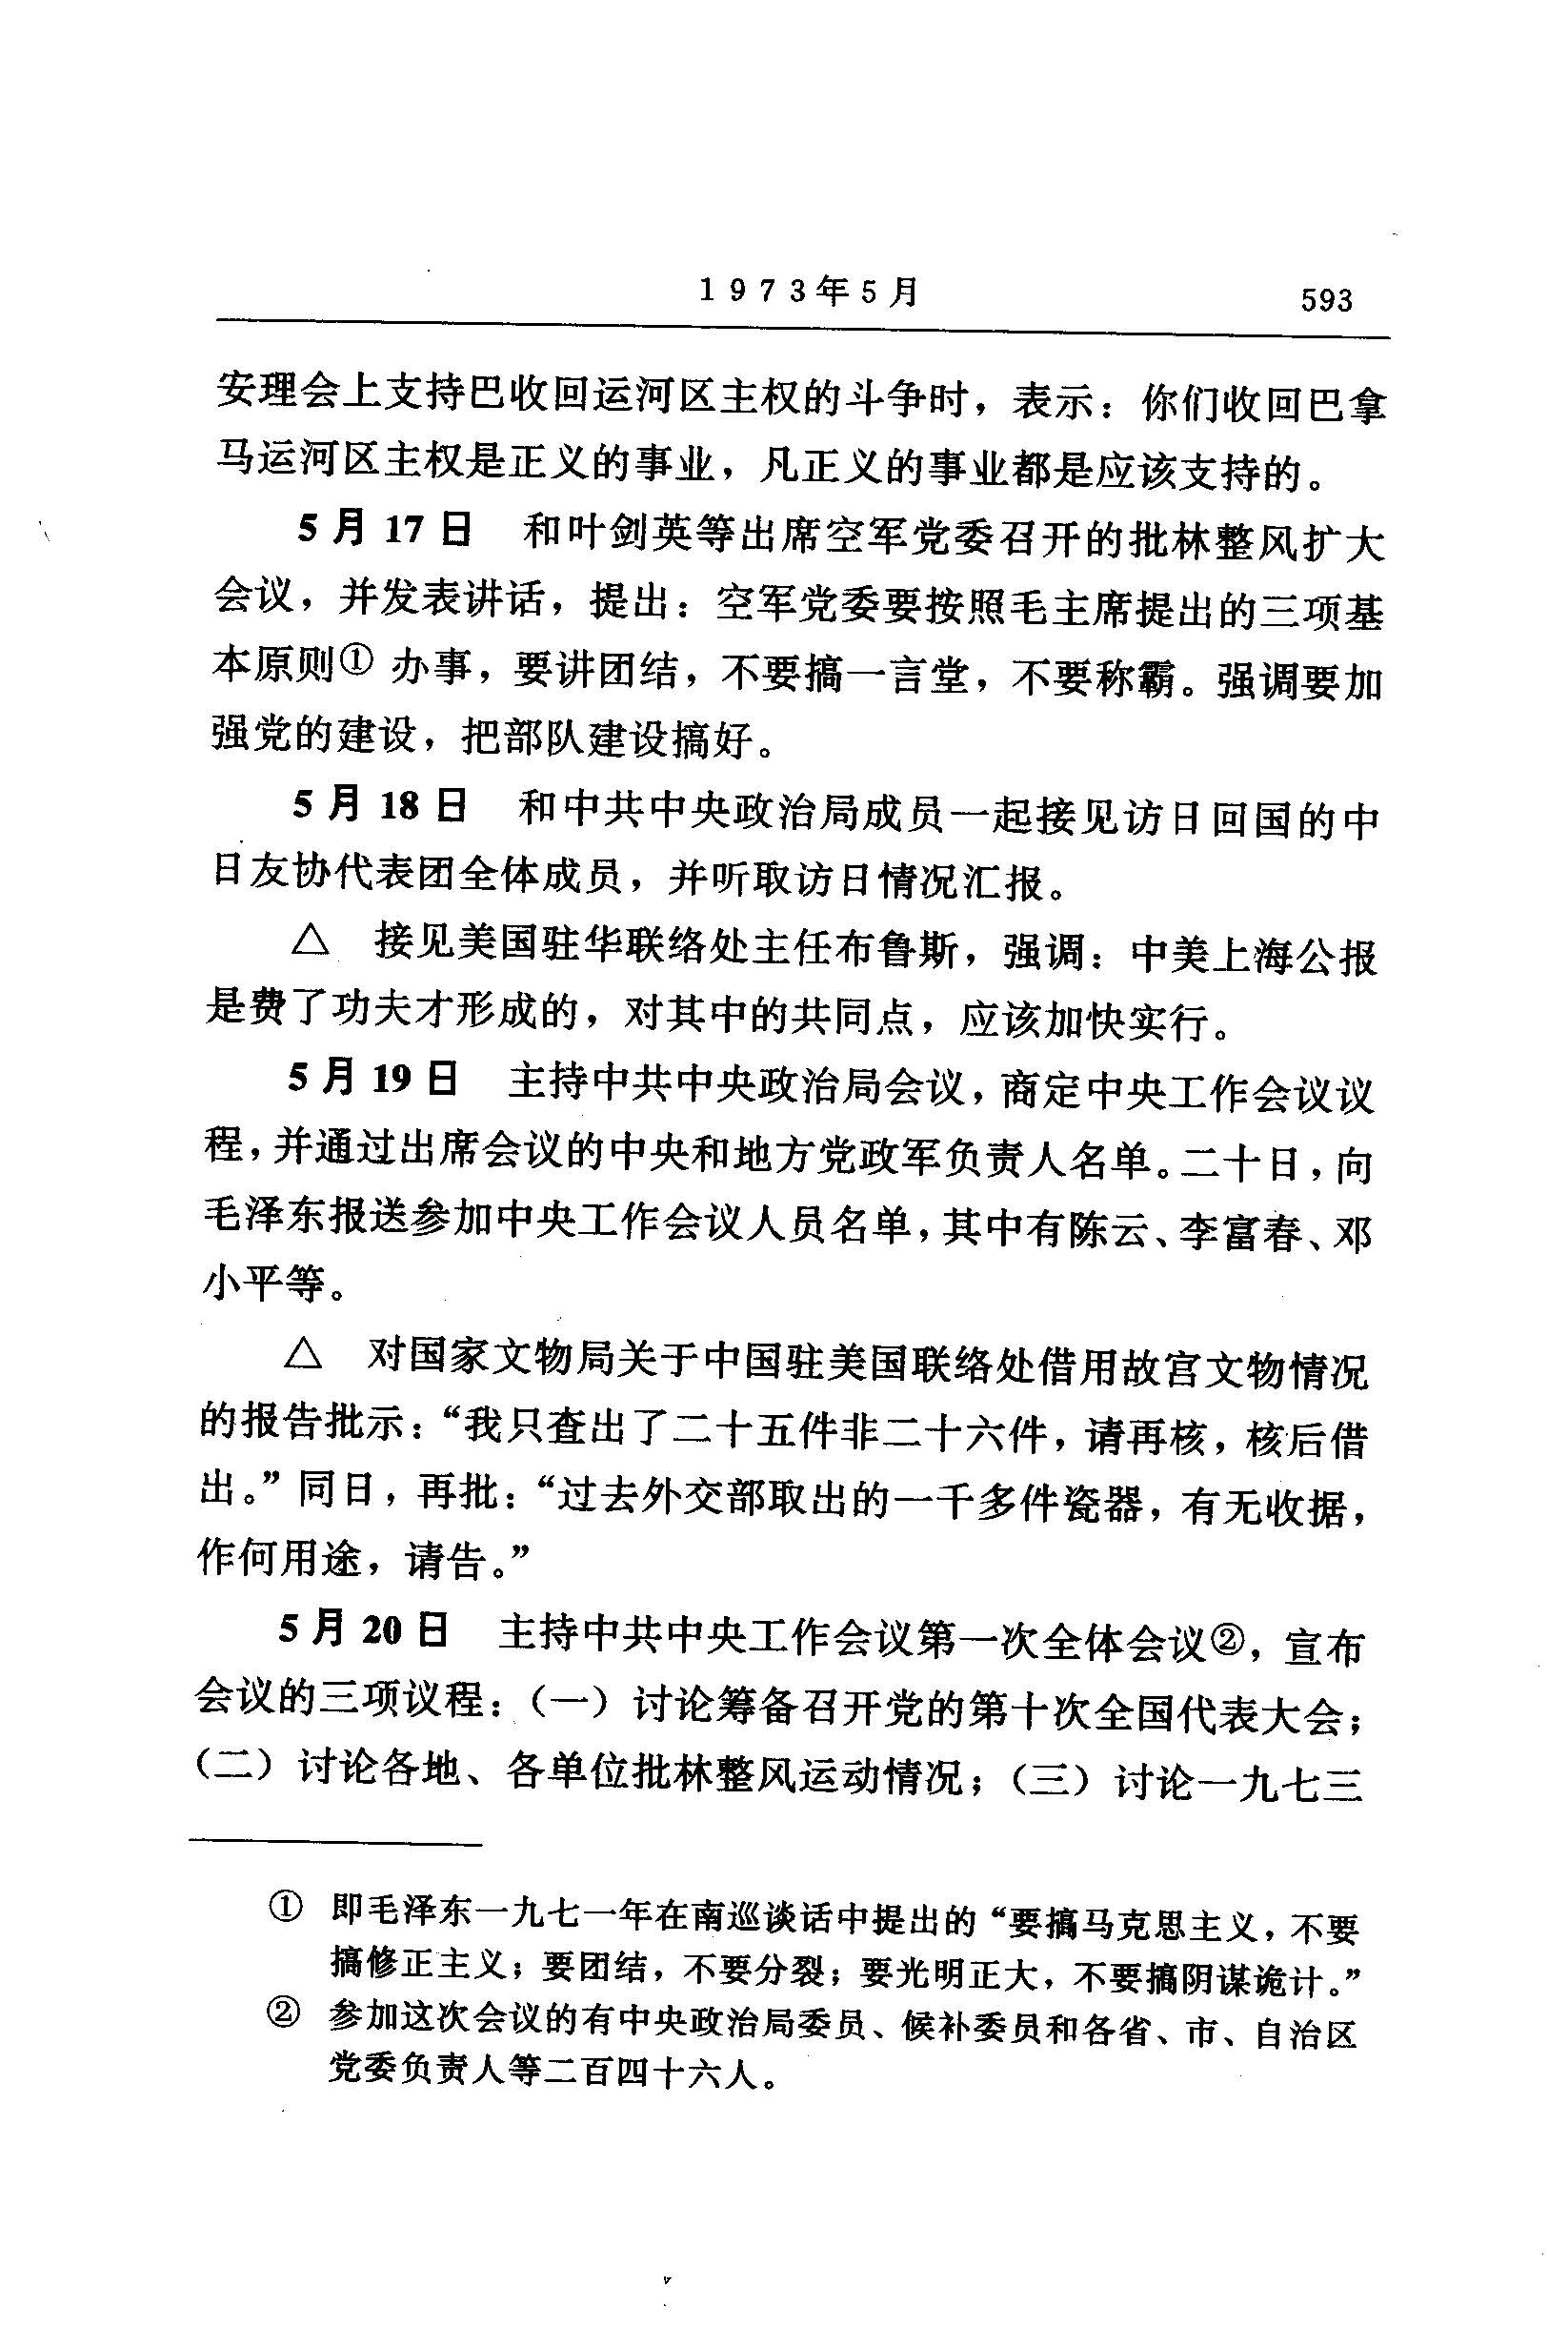 1973年5月 593
安理会上支持巴收回运河区主权的斗争时，表示：你们收回巴拿
马运河区主权是正义的事业，凡正义的事业都是应该支持的。
5月17日 和叶剑英等出席空军党委召开的批林整风扩大
会议，并发表讲话，提出：空军党委要按照毛主席提出的三项基
本原则① 办事，要讲团结，不要搞一言堂，不要称霸。强调要加
强党的建设，把部队建设搞好。
5月18日 和中共中央政治局成员一起接见访日回国的中
日友协代表团全体成员，并听取访日情况汇报。
△ 接见美国驻华联络处主任布鲁斯，强调：中美上海公报
是费了功夫才形成的，对其中的共同点，应该加快实行。
5月19日 主持中共中央政治局会议，商定中央工作会议议
程，并通过出席会议的中央和地方党政军负责人名单。二十日，向
毛泽东报送参加中央工作会议人员名单，其中有陈云、李富春、邓
小平等。
△ 对国家文物局关于中国驻美国联络处借用故宫文物情况
的报告批示：“我只查出了二十五件非二十六件，请再核，核后借
出。”同日，再批：“过去外交部取出的一千多件瓷器，有无收据，
作何用途，请告。”
5月20日 主持中共中央工作会议第一次全体会议②，宣布
会议的三项议程：（一）讨论筹备召开党的第十次全国代表大会；
（二）讨论各地、各单位批林整风运动情况；（三）讨论一九七三
① 即毛泽东一九七一年在南巡谈话中提出的“要搞马克思主义，不要
搞修正主义；要团结，不要分裂；要光明正大，不要搞阴谋诡计。”
② 参加这次会议的有中央政治局委员、候补委员和各省、市、自治区
党委负责人等二百四十六人。